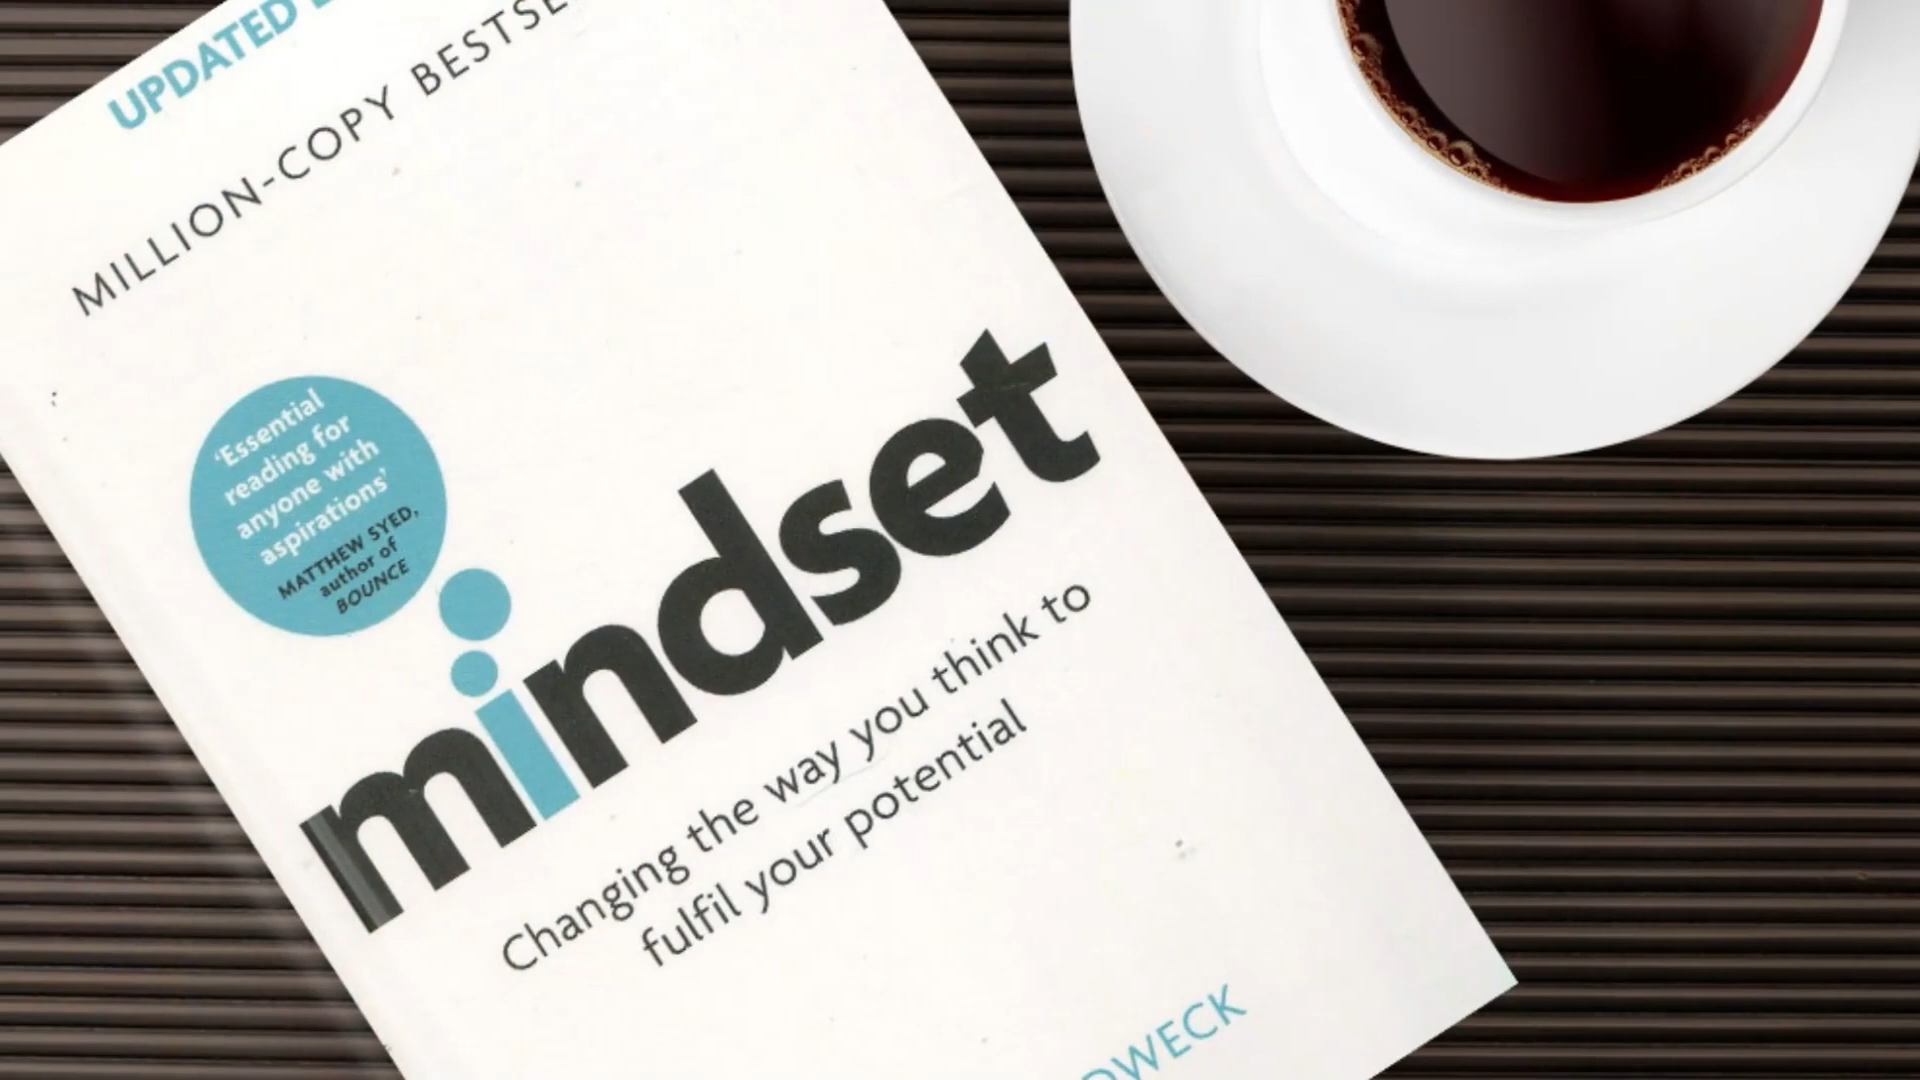 UPDATED
MILLION-COPY BESTSE
'Essential
reading for
anyone with
aspirations'
MATTHEW SYED,
author of
BOUNCE
mindset
Changing the way you think to
fulfil your potential
DWECK